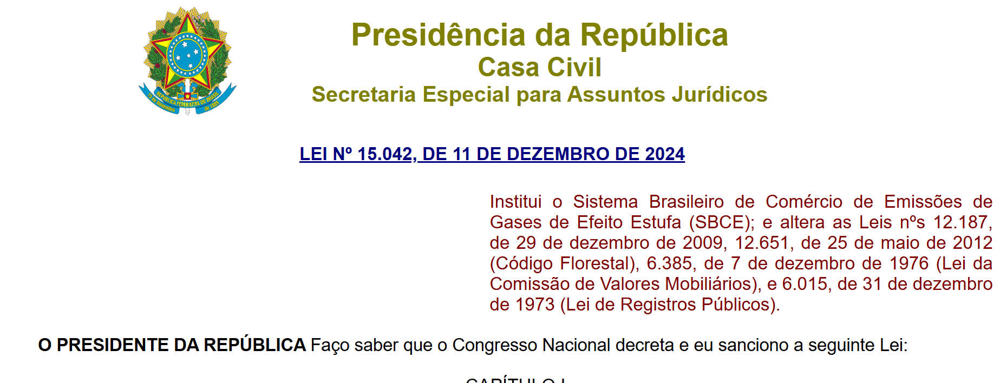 Presidência da República
Casa Civil
Secretaria Especial para Assuntos Jurídicos
REPÚBLICA FEDERATIVA DO BRASIL
15 de Novembro
de 1889
LEI Nº 15.042, DE 11 DE DEZEMBRO DE 2024
Institui o Sistema Brasileiro de Comércio de Emissões de
Gases de Efeito Estufa (SBCE); e altera as Leis nºs 12.187,
de 29 de dezembro de 2009, 12.651, de 25 de maio de 2012
(Código Florestal), 6.385, de 7 de dezembro de 1976 (Lei da
Comissão de Valores Mobiliários), e 6.015, de 31 de dezembro
de 1973 (Lei de Registros Públicos).
O PRESIDENTE DA REPÚBLICA Faço saber que o Congresso Nacional decreta e eu sanciono a seguinte Lei:
CAPÍTULO I